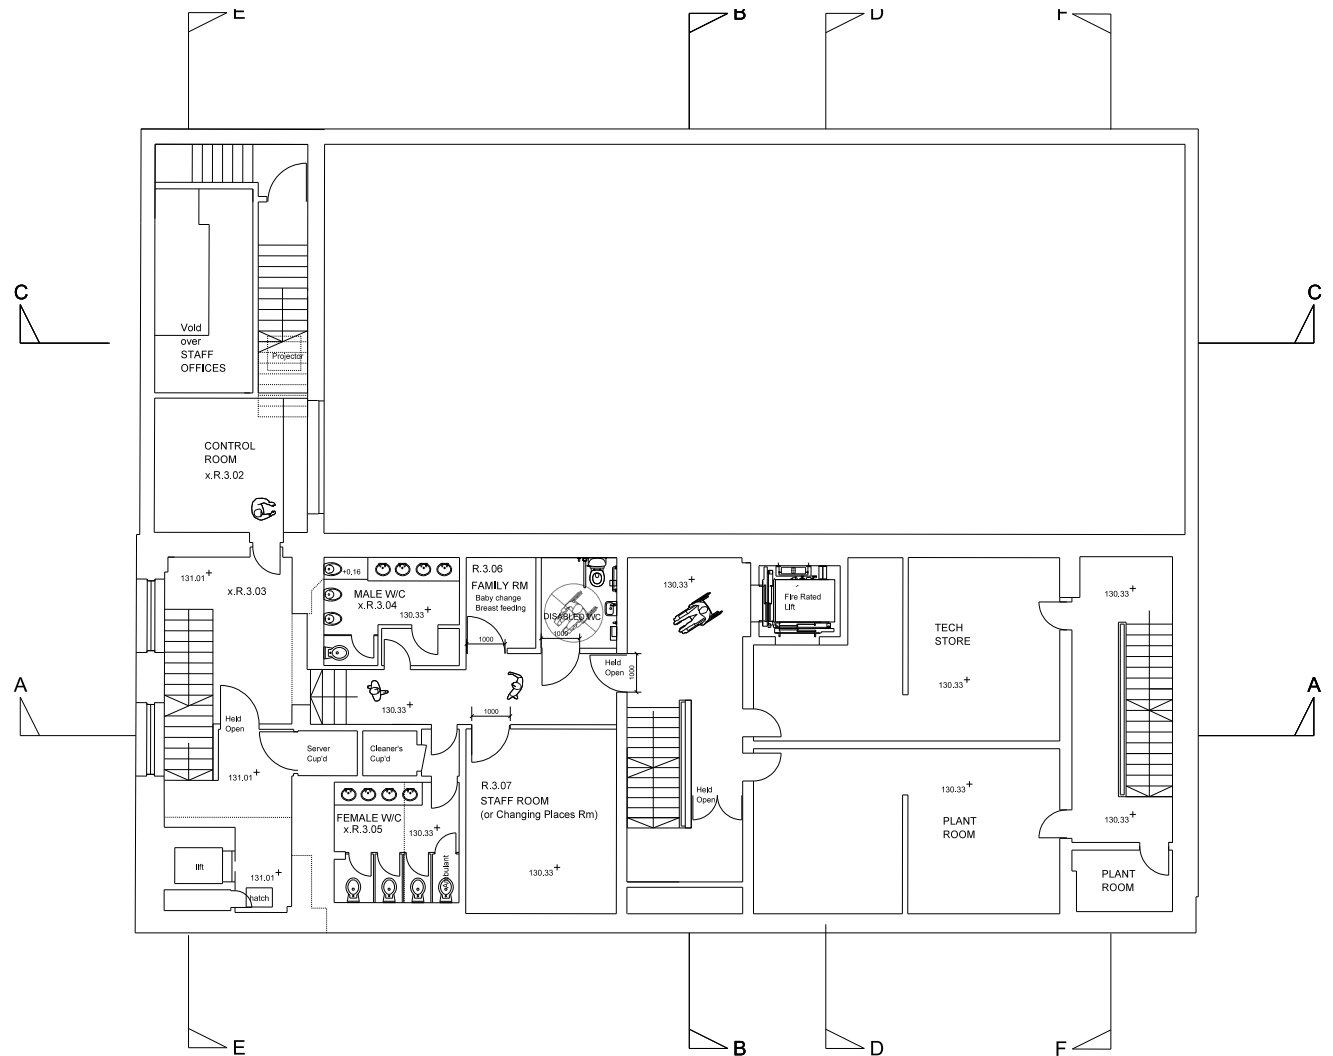 E
B
D
F
C
C
Void
over
STAFF
OFFICES
Projector
CONTROL
ROOM
x.R.3.02
131.01
x.R.3.03
+0.16
MALE W/C
x.R.3.04
130.33
R.3.06
FAMILY RM
Baby change
Breast feeding
1000
DISABLED WC
1000
130.33
Fire Rated
Lift
TECH
STORE
130.33
130.33
Held
Open
1000
A
A
130.33
1000
Held
Open
Server
Cup'd
Cleaner's
Cup'd
131.01
R.3.07
STAFF ROOM
(or Changing Places Rm)
Held
Open
130.33
PLANT
ROOM
130.33
FEMALE W/C
x.R.3.05
130.33
Ambulant
lift
131.01
hatch
130.33
PLANT
ROOM
E
B
D
F